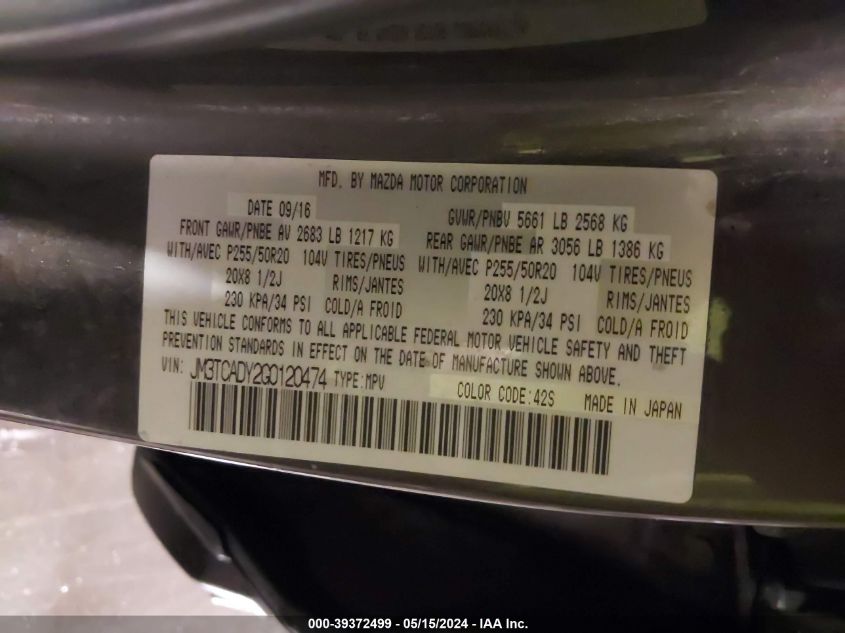 MFD. BY MAZDA MOTOR CORPORATION
DATE 09/16 GVWR/PNBV 5661 LB 2568 KG
FRONT GAWR/PNBE AV 2683 LB 1217 KG REAR GAWR/PNBE AR 3056 LB 1386 KG
WITH/AVEC P255/50R20 104V TIRES/PNEUS WITH/AVEC P255/50R20 104V TIRES/PNEUS
20X8 1/2J RIMS/JANTES 20X8 1/2J RIMS/JANTES
230 KPA/34 PSI COLD/A FROID 230 KPA/34 PSI COLD/A FROID
THIS VEHICLE CONFORMS TO ALL APPLICABLE FEDERAL MOTOR VEHICLE SAFETY AND THEFT
PREVENTION STANDARDS IN EFFECT ON THE DATE OF MANUFACTURE SHOWN ABOVE.
VIN: JM3TCADY2G0120474 TYPE:MPV COLOR CODE:42S MADE IN JAPAN
000-39372499 - 05/15/2024 - IAA Inc.